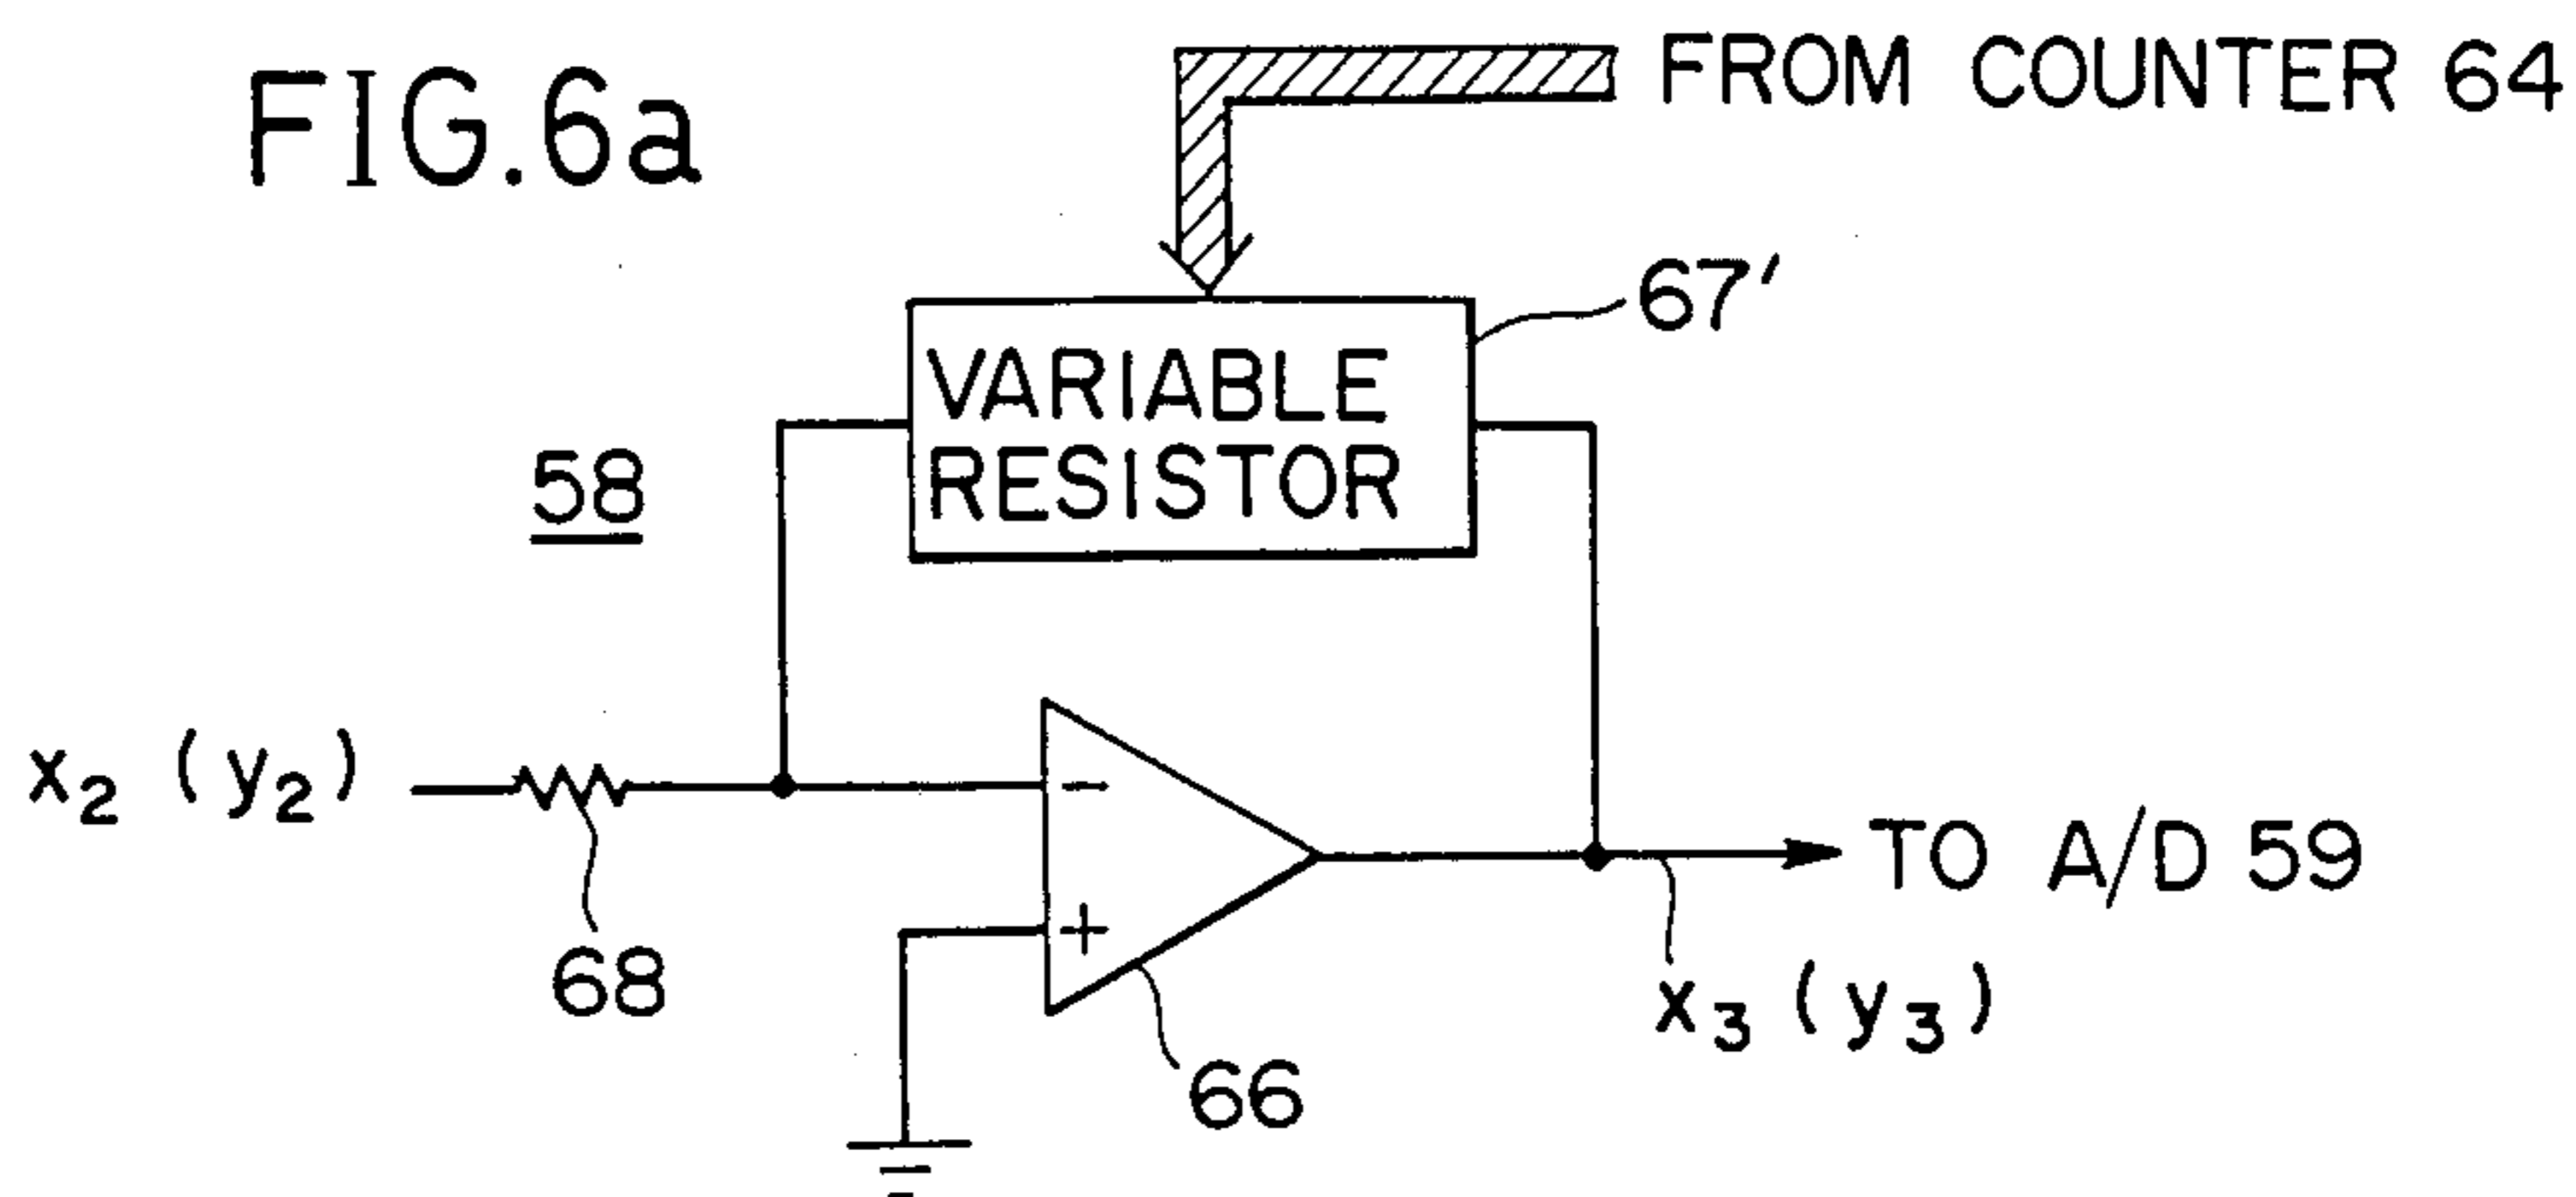 FIG.6a
FROM COUNTER 64
67'
VARIABLE
RESISTOR
58
x₂ (y₂)
68
−
+
66
TO A/D 59
x₃ (y₃)